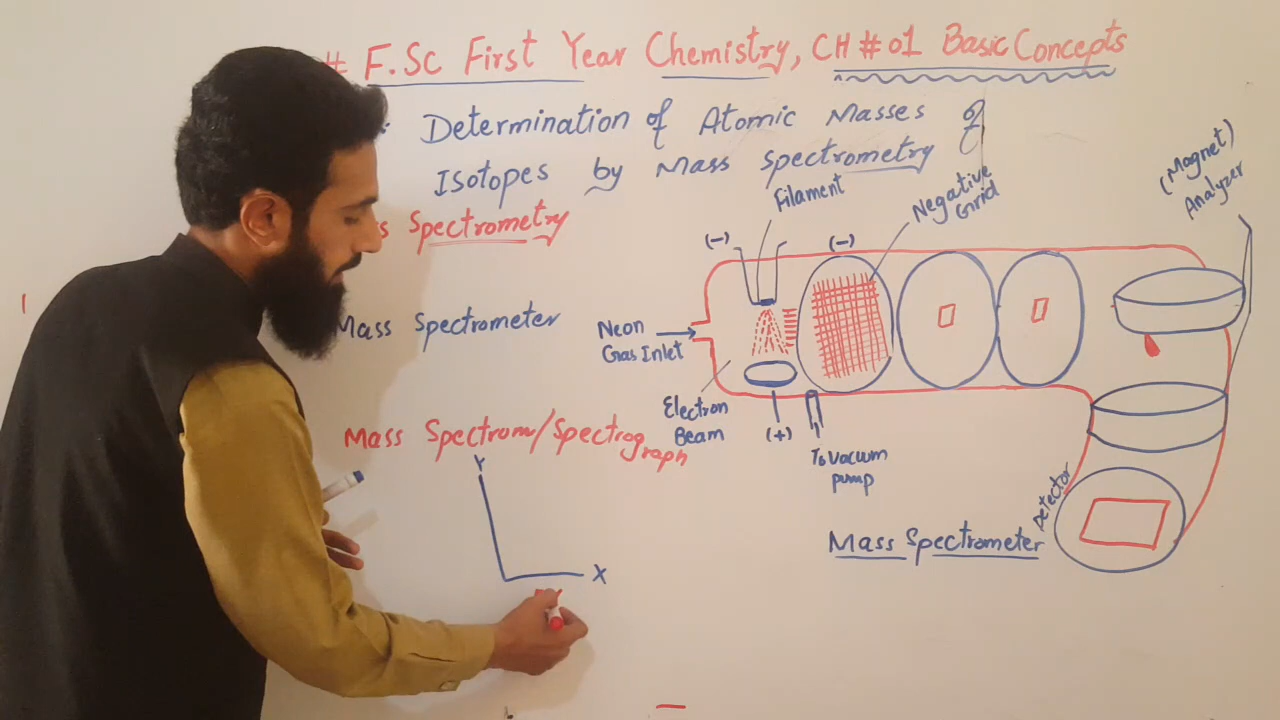 # F.Sc First Year Chemistry, CH # 01 Basic Concepts
: Determination of Atomic Masses of
Isotopes by Mass Spectrometry
s Spectrometry
Mass Spectrometer
Mass Spectrum/Spectrograph
Y
X
Filament
Negative Grid
(Magnet)
Analyzer
(-)
(-)
Neon
Gas Inlet
Electron
Beam
(+)
To Vacuum
pump
Detector
Mass Spectrometer